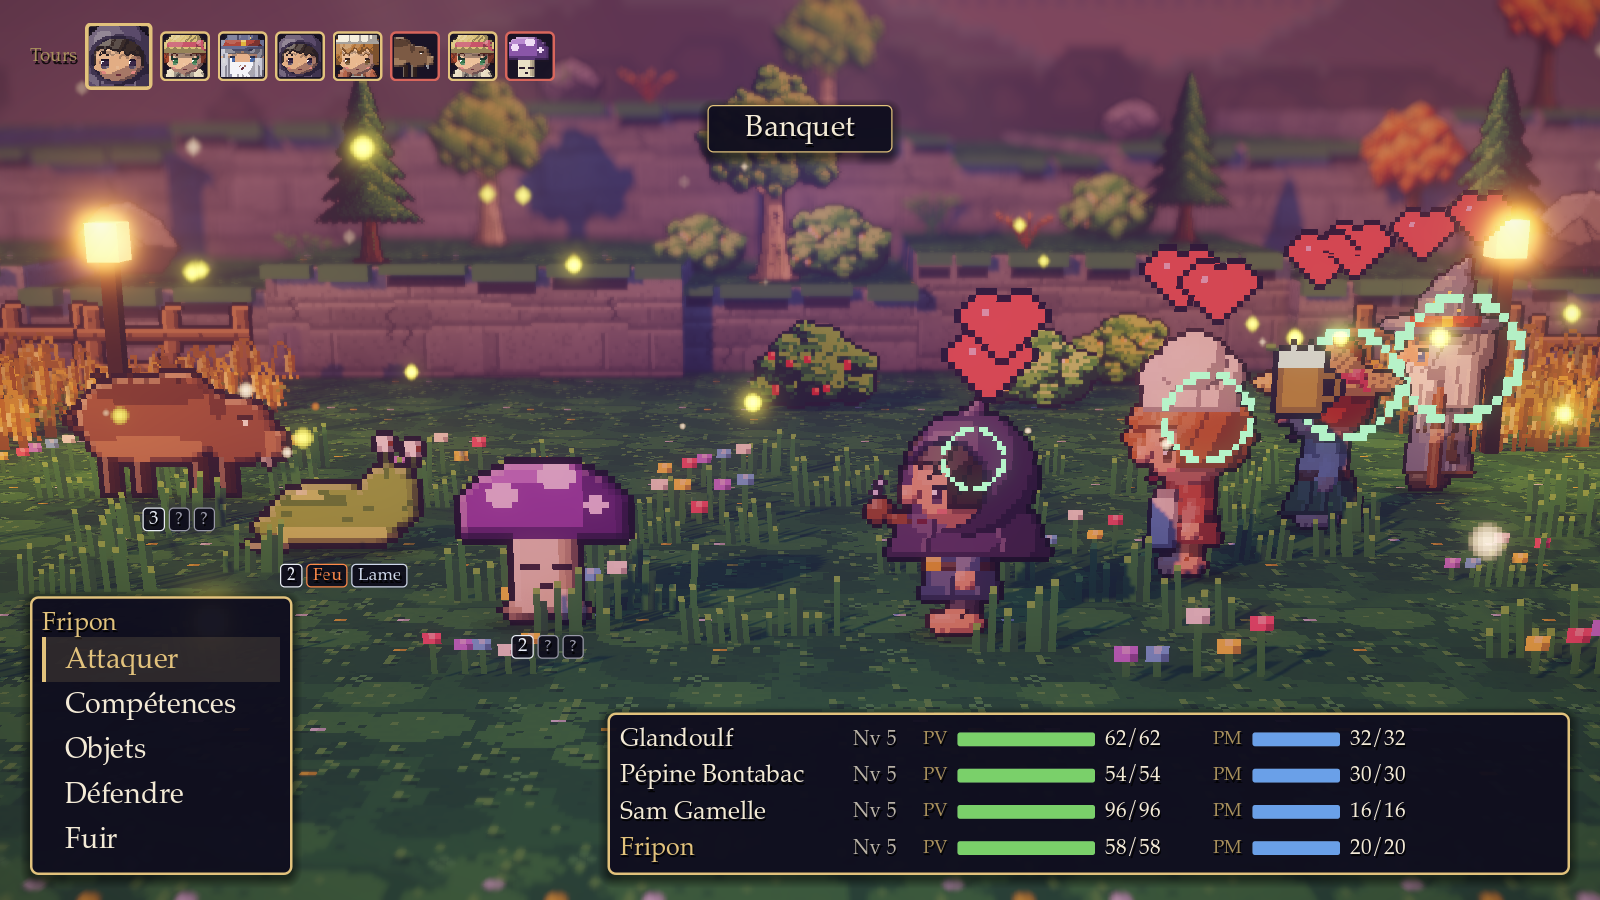 Tours
Banquet
3 ? ?
2 Feu Lame
2 ? ?
Fripon
Attaquer
Compétences
Objets
Défendre
Fuir
Glandoulf Nv 5 PV 62/62 PM 32/32
Pépine Bontabac Nv 5 PV 54/54 PM 30/30
Sam Gamelle Nv 5 PV 96/96 PM 16/16
Fripon Nv 5 PV 58/58 PM 20/20